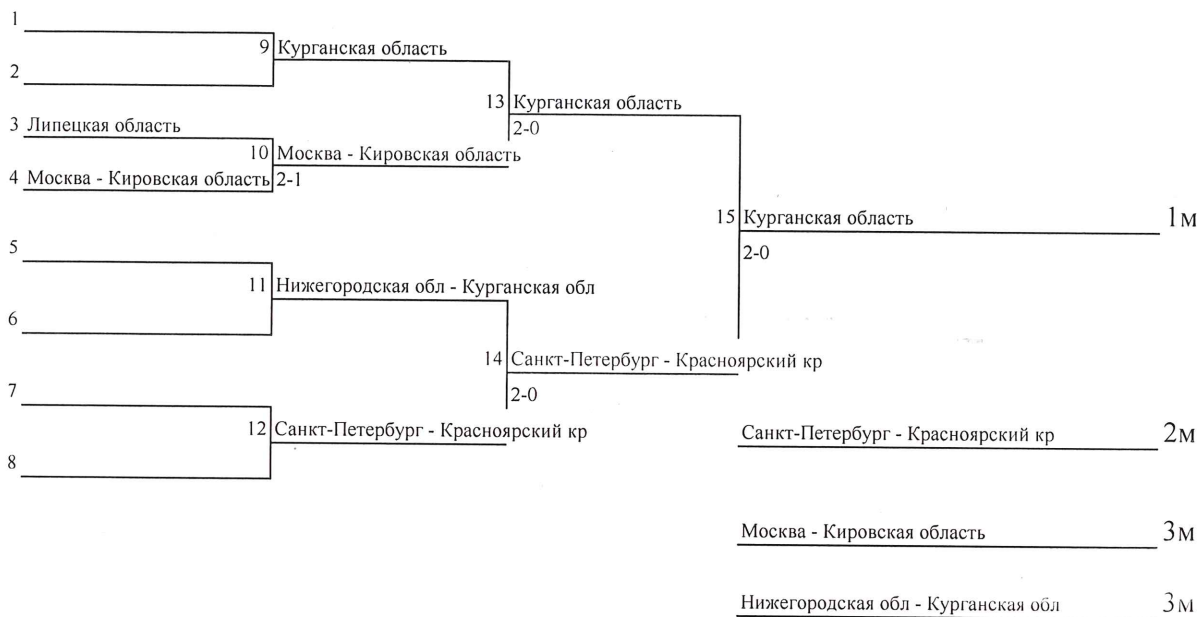 1
9 Курганская область
2
13 Курганская область
2-0
3 Липецкая область
10 Москва - Кировская область
4 Москва - Кировская область 2-1
15 Курганская область 1м
2-0
5
11 Нижегородская обл - Курганская обл
6
14 Санкт-Петербург - Красноярский кр
2-0
7
12 Санкт-Петербург - Красноярский кр
8
Санкт-Петербург - Красноярский кр 2м
Москва - Кировская область 3м
Нижегородская обл - Курганская обл 3м